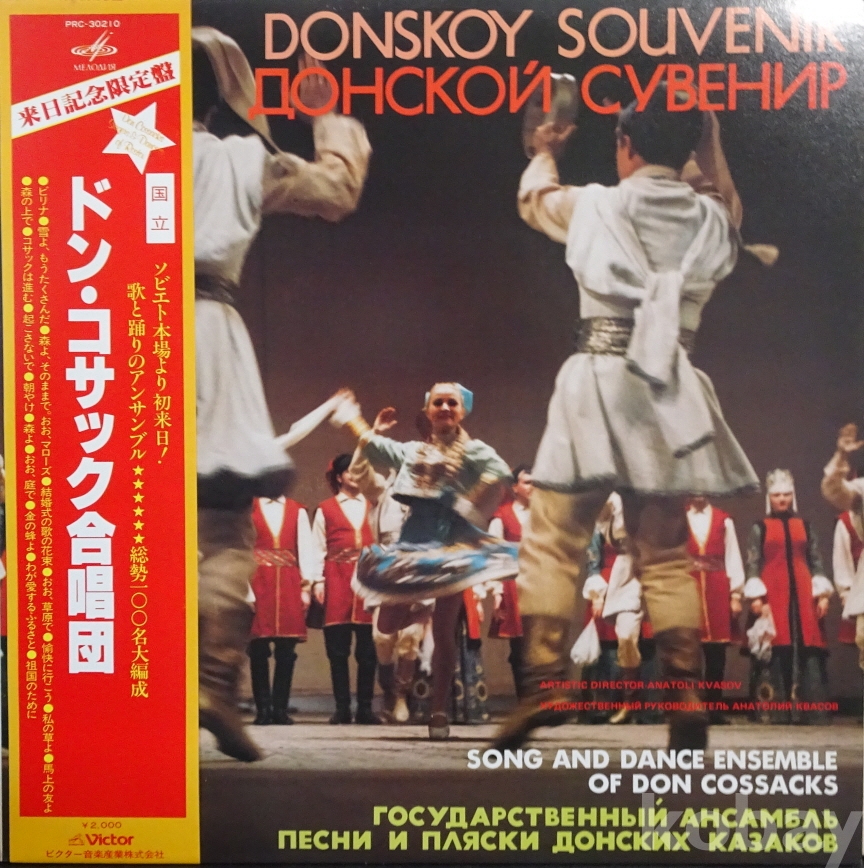 PRC-30210
МЕЛОДИЯ
来日記念限定盤
Don Cossacks
of Rostov
国立
ドン・コサック合唱団
ソビエト本場より初来日!
歌と踊りのアンサンブル★★★★★★総勢一〇〇名大編成
●ビリナ●雪よ、もうたくさんだ●森よ、そのままで。おお、マローズ●結婚式の歌の花束●おお、草原で●愉快に行こう●私の草よ●馬上の友よ
●森の上で●コサックは進む●起こさないで●朝やけ●森よ●おお、庭で●金の蜂よ●わが愛するふるさと●祖国のために
¥2,000
Victor
ビクター音楽産業株式会社
DONSKOY SOUVENIR
ДОНСКОЙ СУВЕНИР
ARTISTIC DIRECTOR ANATOLI KVASOV
ХУДОЖЕСТВЕННЫЙ РУКОВОДИТЕЛЬ АНАТОЛИЙ КВАСОВ
SONG AND DANCE ENSEMBLE
OF DON COSSACKS
ГОСУДАРСТВЕННЫЙ АНСАМБЛЬ
ПЕСНИ И ПЛЯСКИ ДОНСКИХ КАЗАКОВ